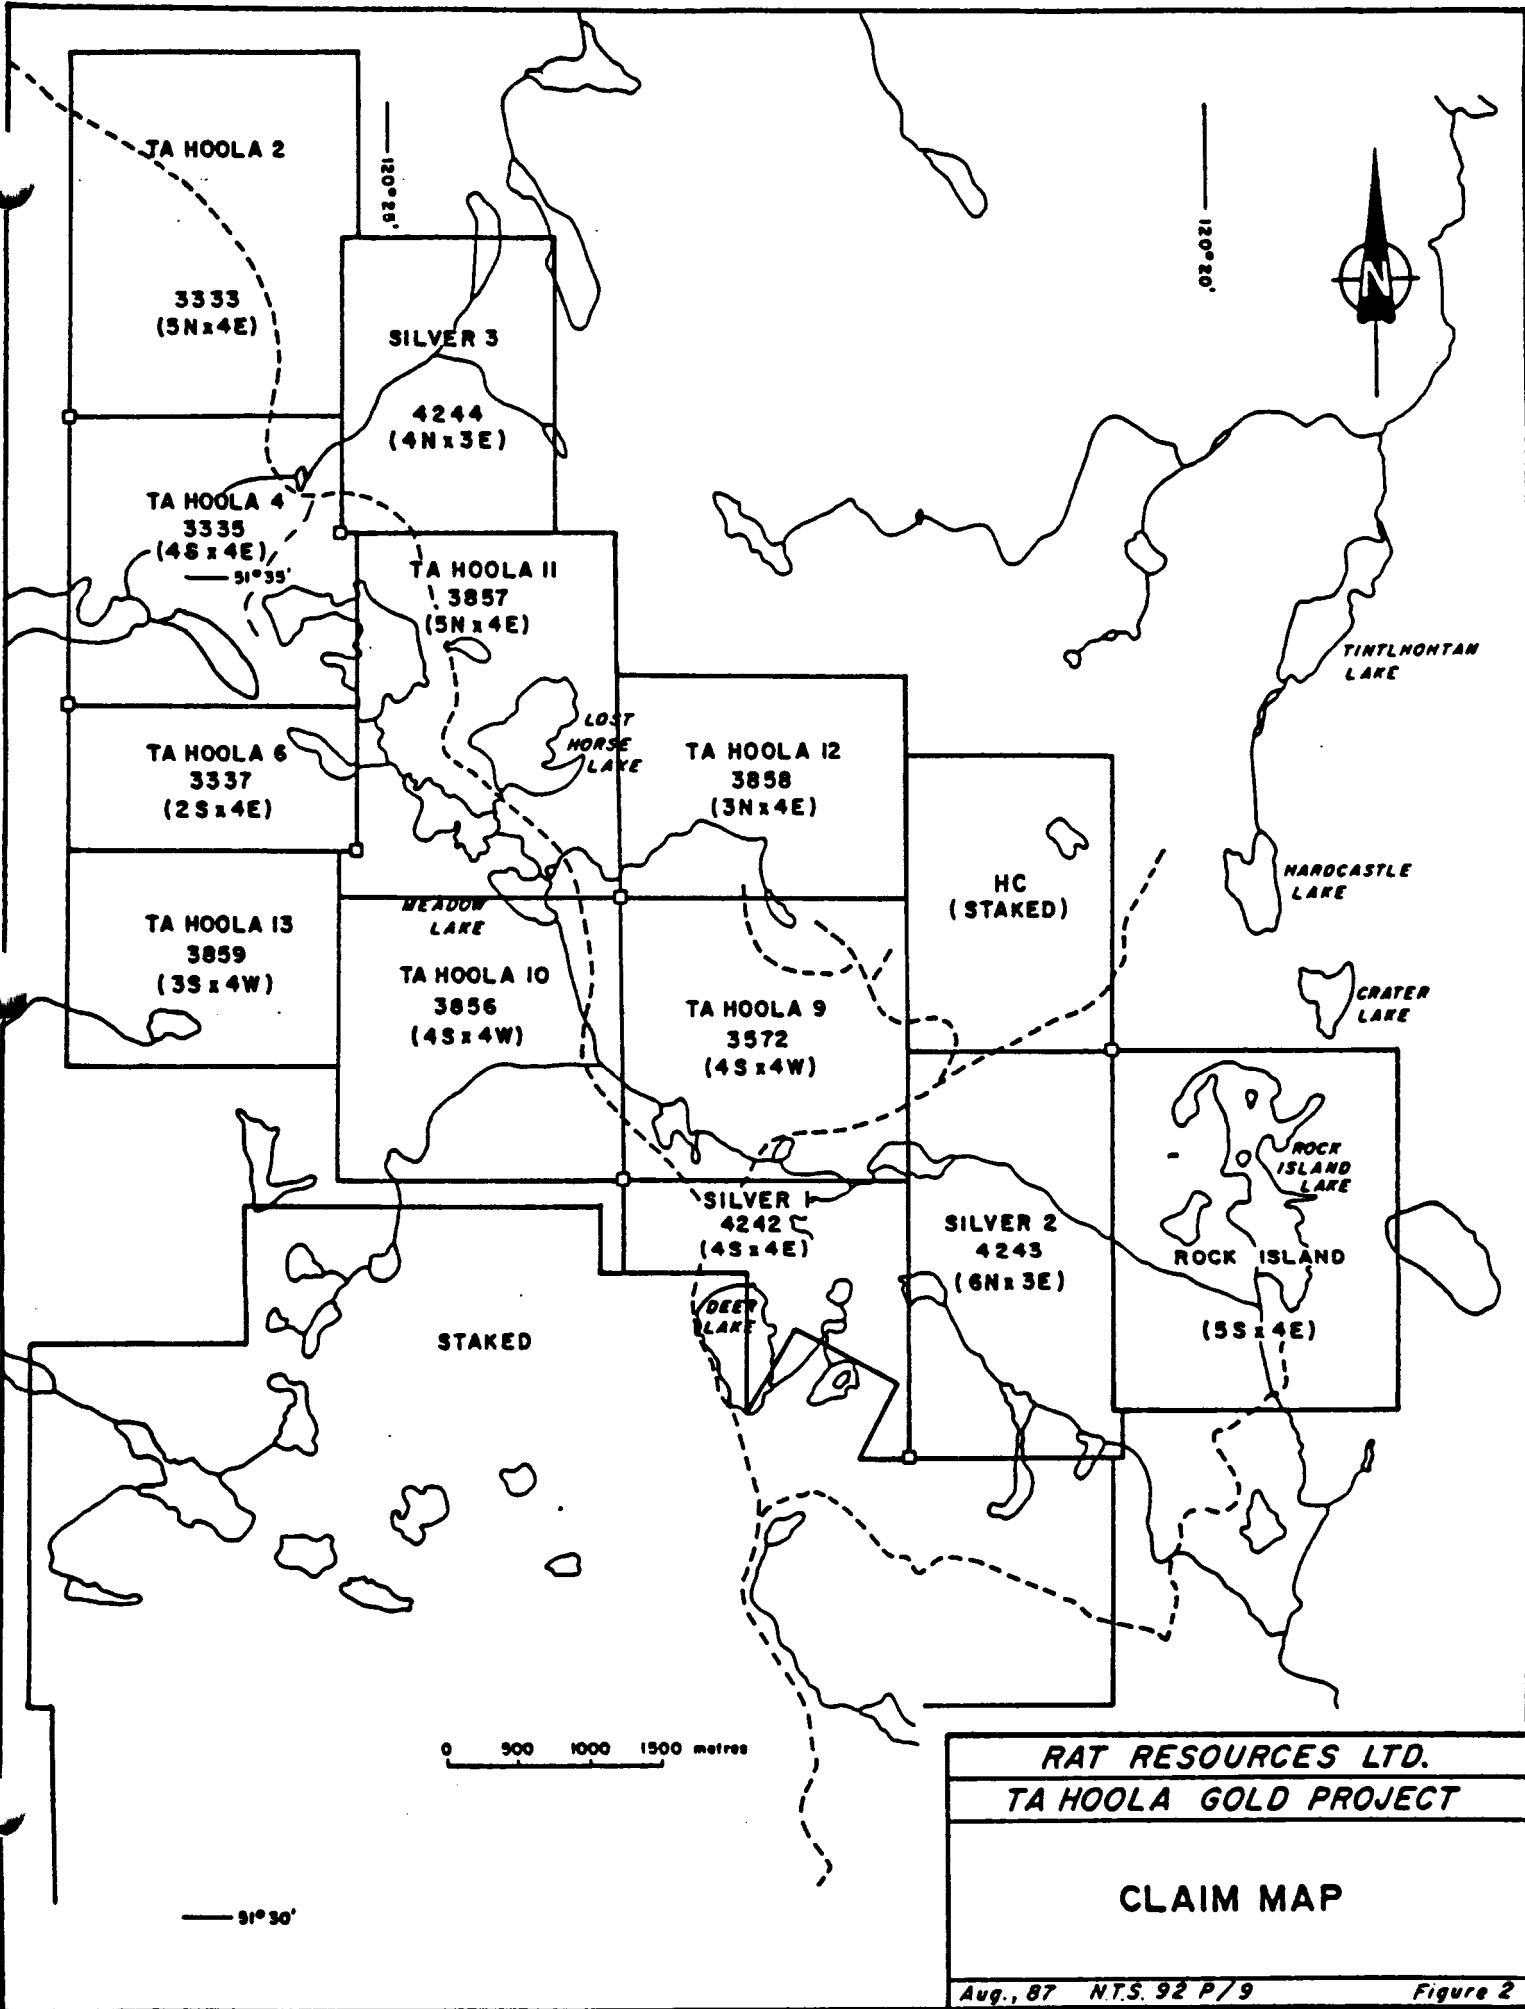 TA HOOLA 2
120° 25'
120° 20'
N
3333
(5N x 4E)
SILVER 3
4244
(4N x 3E)
TA HOOLA 4
3335
(4S x 4E)
51° 35'
TA HOOLA 11
3857
(5N x 4E)
TINTLHOHTAN
LAKE
LOST
HORSE
LAKE
TA HOOLA 6
3337
(2S x 4E)
TA HOOLA 12
3858
(3N x 4E)
HC
(STAKED)
HARDCASTLE
LAKE
MEADOW
LAKE
TA HOOLA 13
3859
(3S x 4W)
TA HOOLA 10
3856
(4S x 4W)
TA HOOLA 9
3572
(4S x 4W)
CRATER
LAKE
ROCK
ISLAND
LAKE
SILVER 1
4242
(4S x 4E)
SILVER 2
4243
(6N x 3E)
ROCK ISLAND
(5S x 4E)
DEER
LAKE
STAKED
0 500 1000 1500 metres
51° 30'
RAT RESOURCES LTD.
TA HOOLA GOLD PROJECT
CLAIM MAP
Aug., 87 N.T.S. 92 P/9 Figure 2